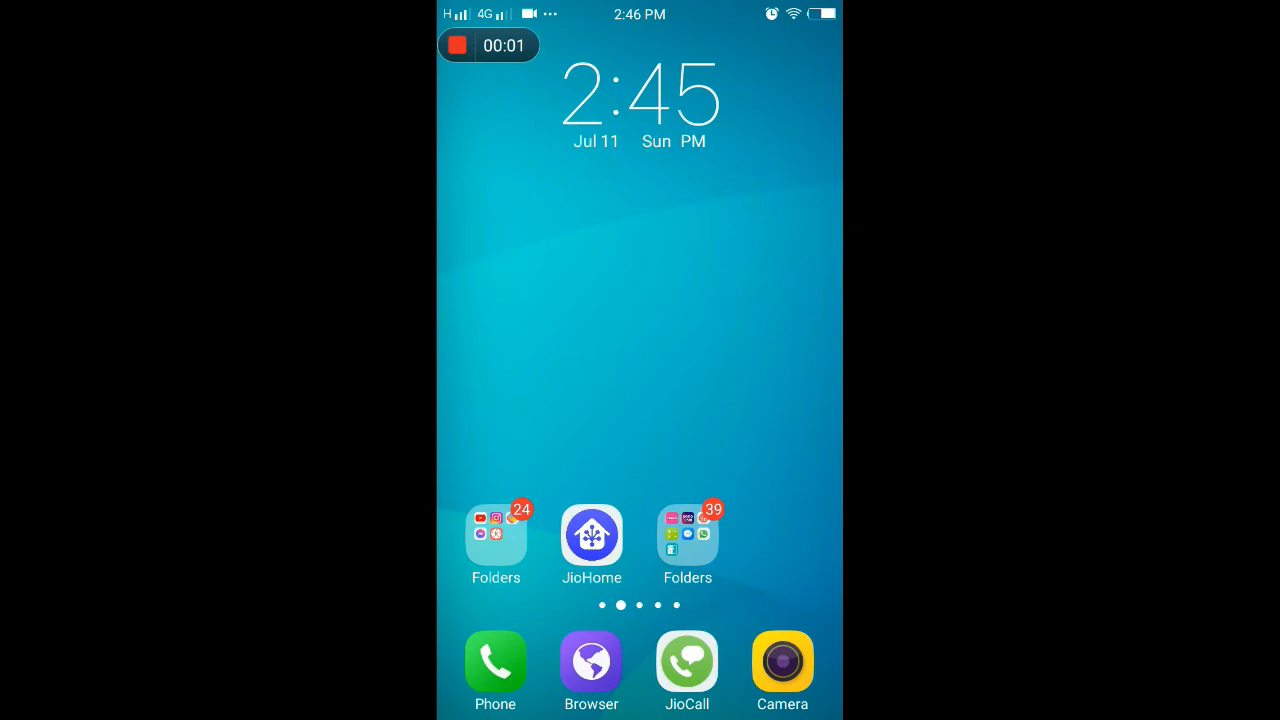 H 4G 2:46 PM
00:01
2:45
Jul 11 Sun PM
24 39
Folders JioHome Folders
Phone Browser JioCall Camera